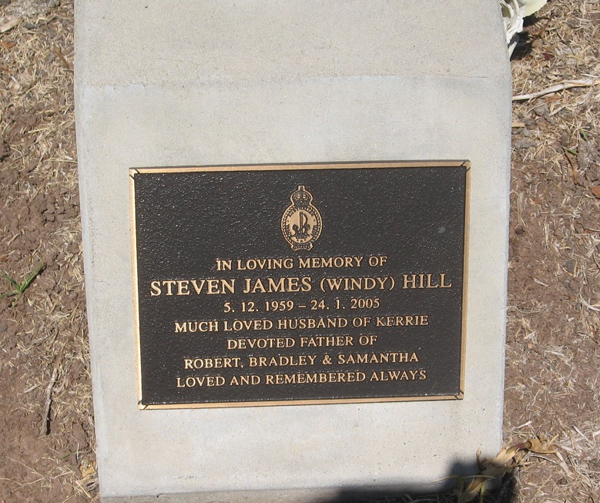 IN LOVING MEMORY OF
STEVEN JAMES (WINDY) HILL
5. 12. 1959 – 24. 1. 2005
MUCH LOVED HUSBAND OF KERRIE
DEVOTED FATHER OF
ROBERT, BRADLEY & SAMANTHA
LOVED AND REMEMBERED ALWAYS